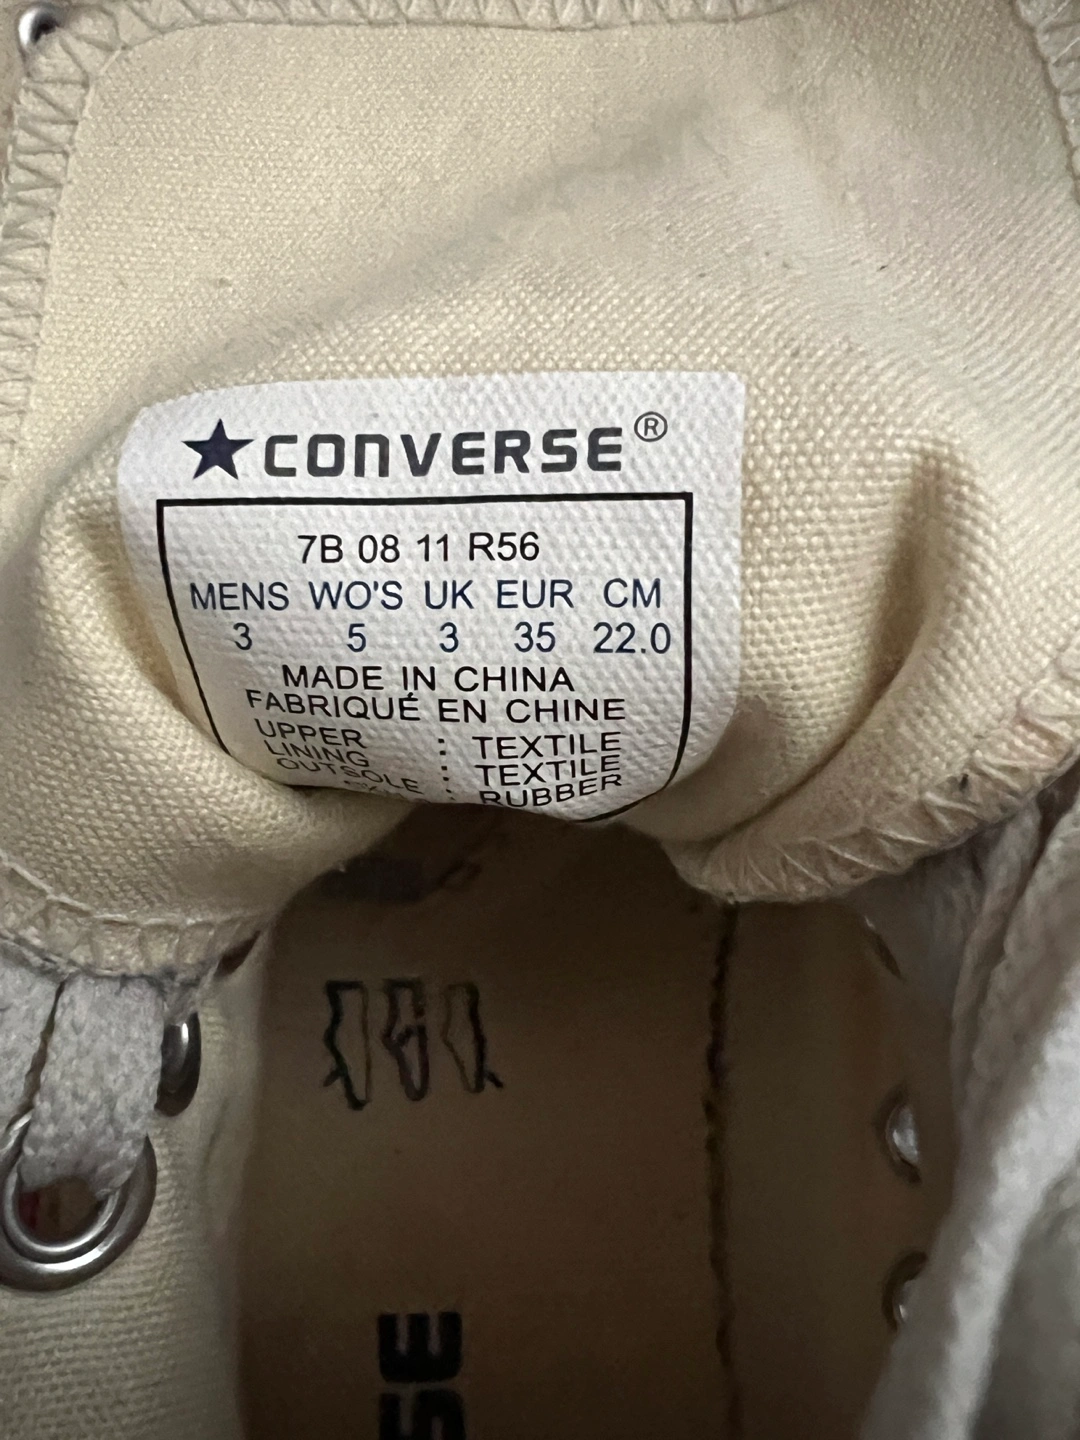 ★CONVERSE®
7B 08 11 R56
MENS WO'S UK EUR CM
3 5 3 35 22.0
MADE IN CHINA
FABRIQUÉ EN CHINE
UPPER : TEXTILE
LINING : TEXTILE
OUTSOLE : RUBBER
SE